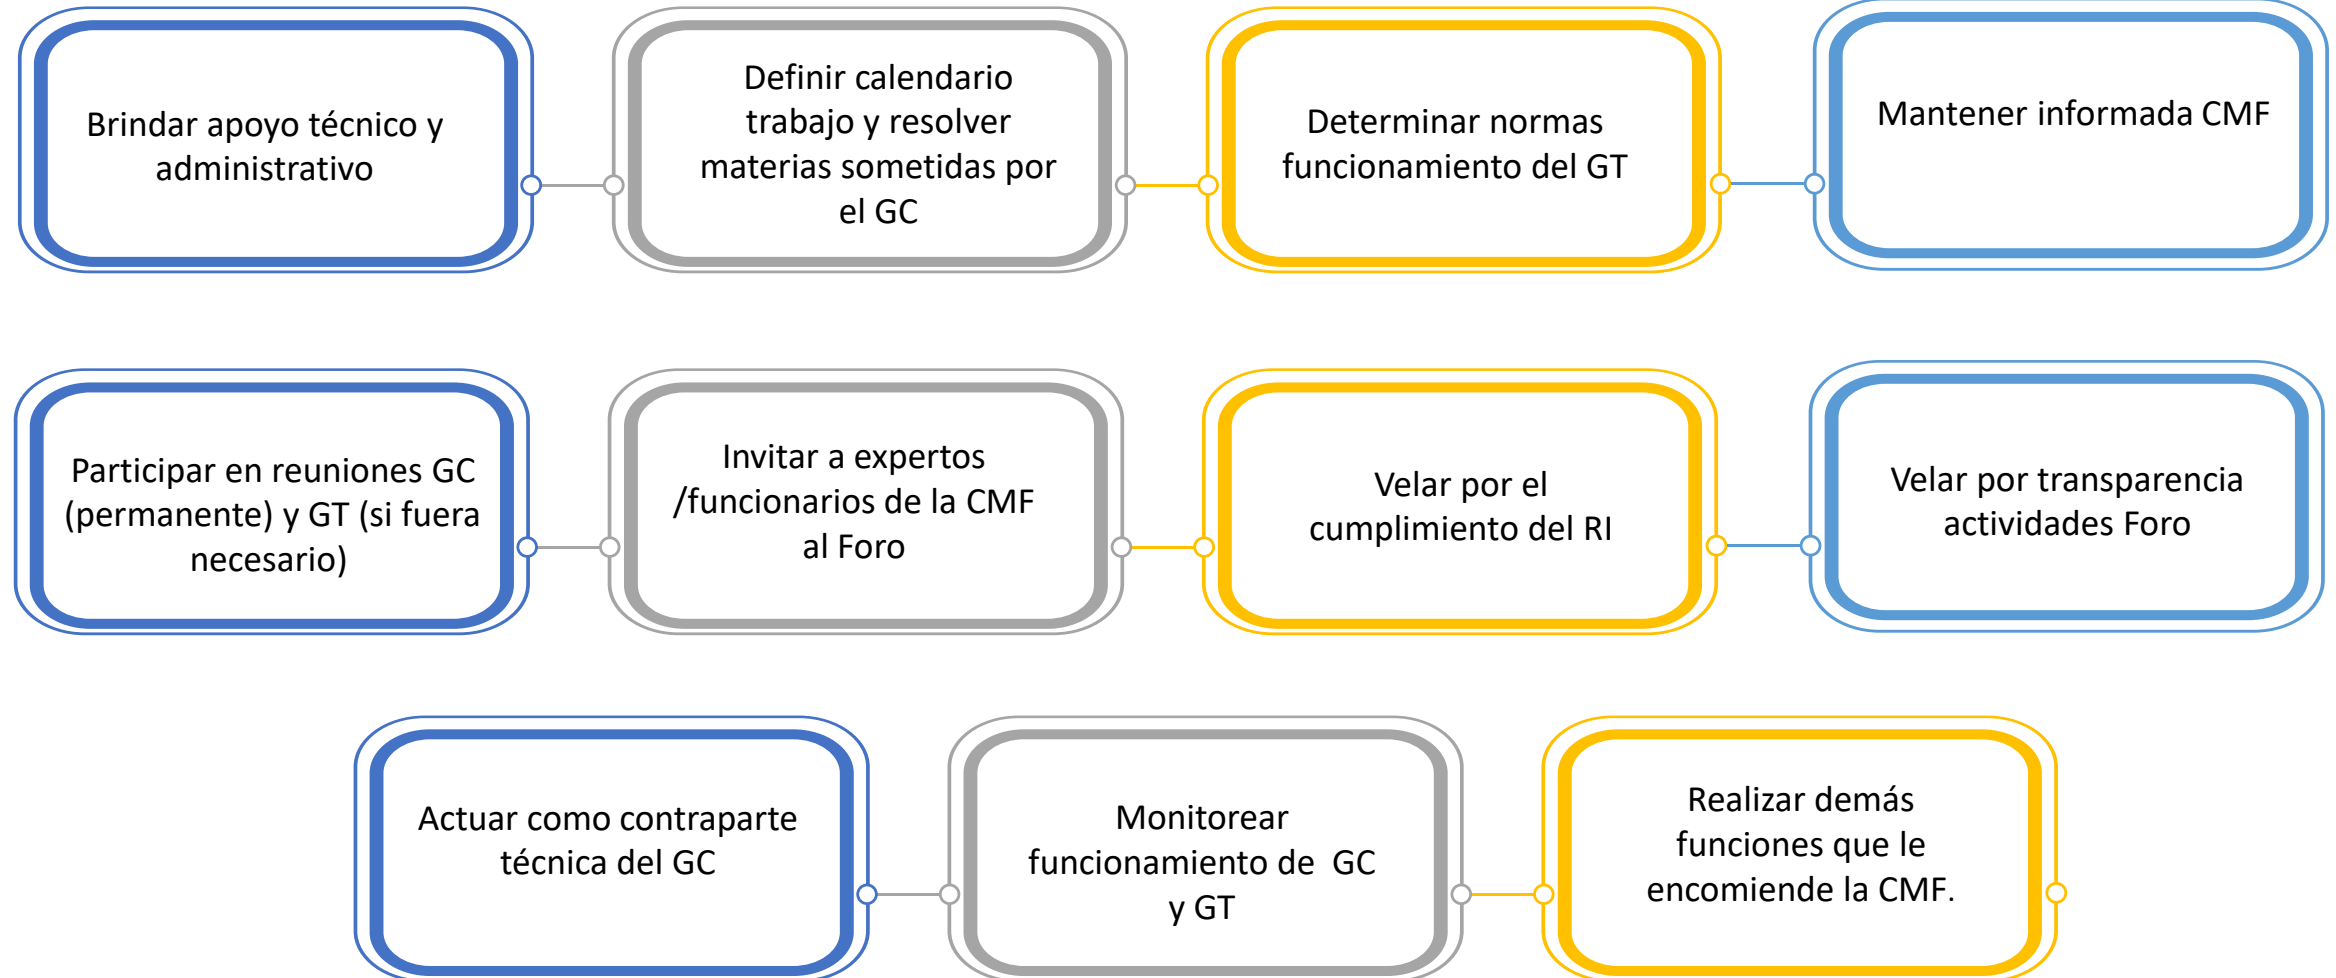 Brindar apoyo técnico y
administrativo
Definir calendario
trabajo y resolver
materias sometidas por
el GC
Determinar normas
funcionamiento del GT
Mantener informada CMF
Participar en reuniones GC
(permanente) y GT (si fuera
necesario)
Invitar a expertos
/funcionarios de la CMF
al Foro
Velar por el
cumplimiento del RI
Velar por transparencia
actividades Foro
Actuar como contraparte
técnica del GC
Monitorear
funcionamiento de  GC
y GT
Realizar demás
funciones que le
encomiende la CMF.